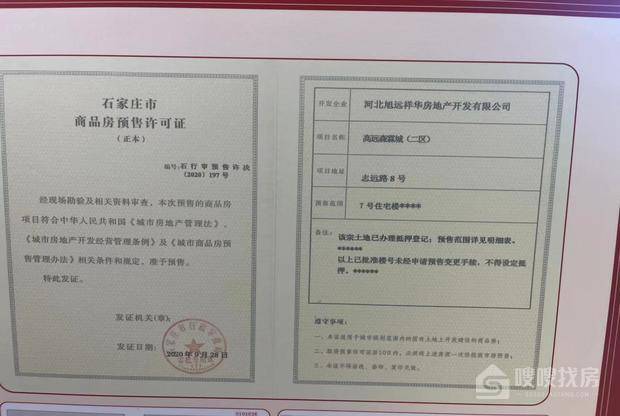 石家庄市
商品房预售许可证
(正本)
编号:石行审预售许决
(2020)197号
经现场勘验及相关资料审查,本次预售的商品房
项目符合中华人民共和国《城市房地产管理法》、
《城市房地产开发经营管理条例》及《城市商品房预
售管理办法》相关条件和规定,准予预售。
特此发证。
发证机关(章):
发证日期:
2020年9月28日
开发企业
河北旭远祥华房地产开发有限公司
项目名称
高远森霖城(二区)
项目地址
志远路8号
预售范围
7号住宅楼****
备注:
该宗土地已办理抵押登记;预售范围详见明细表。
******
以上已批准楼号未经申请预售变更手续,不得设定抵
押。******
遵守事项:
嗖嗖找房